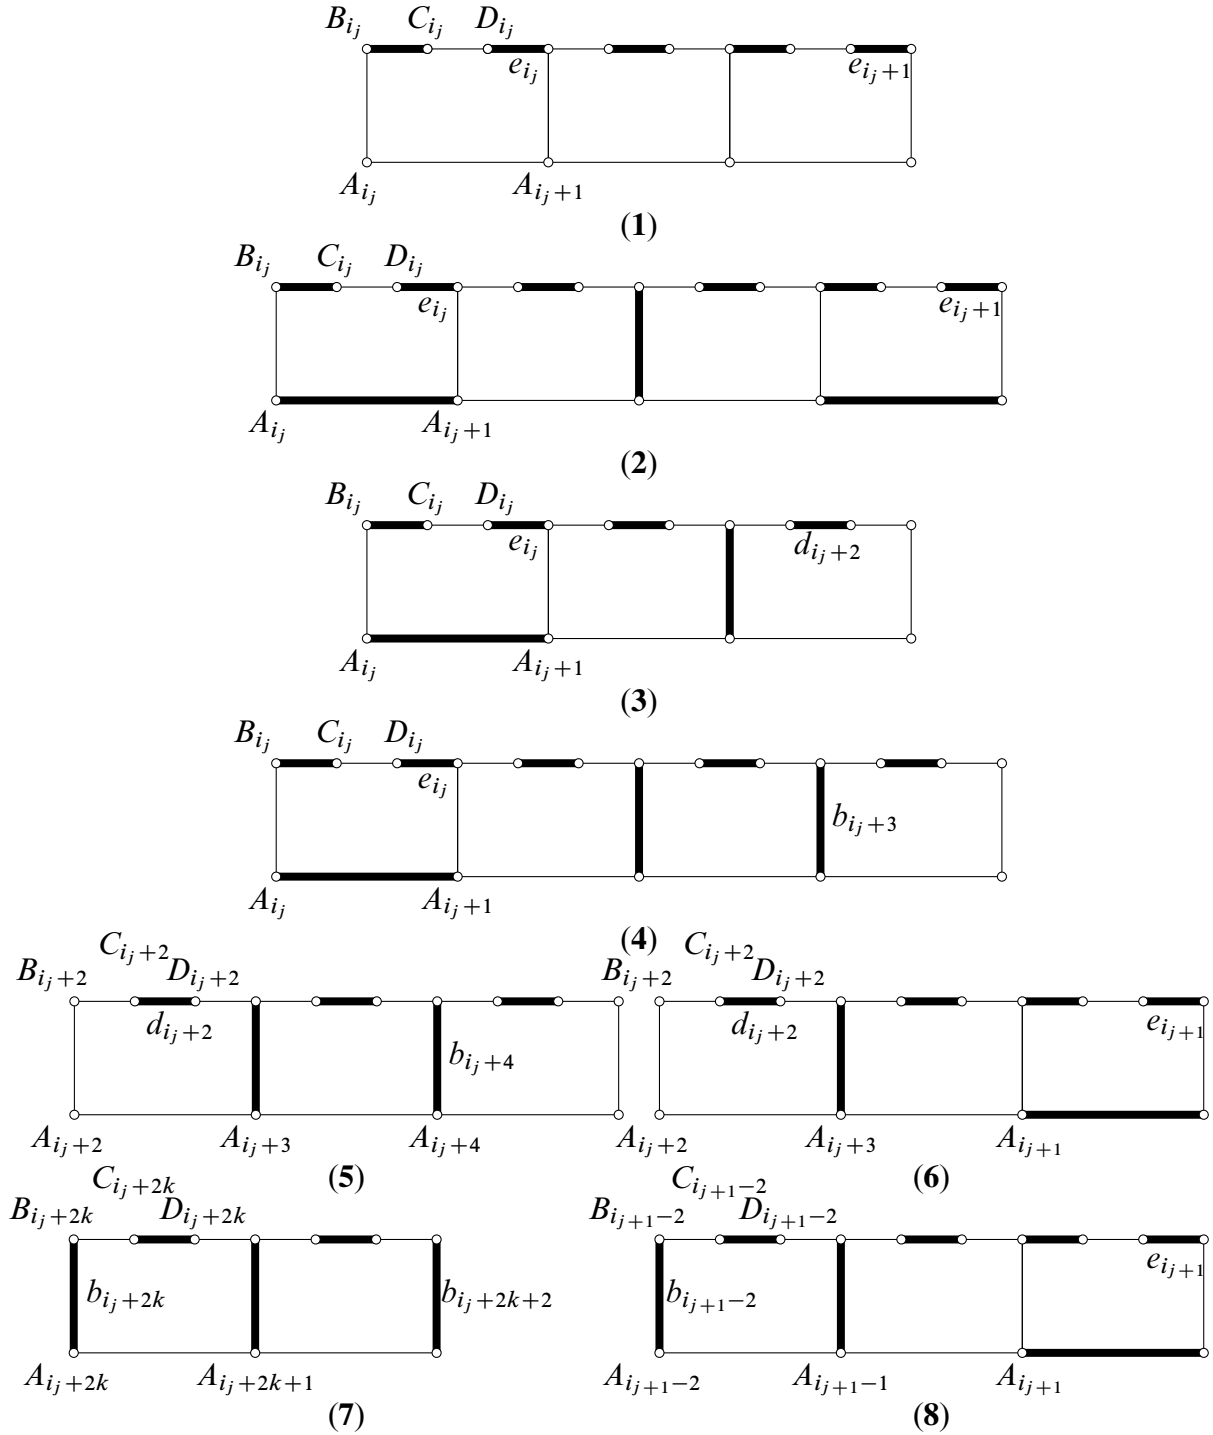 B_{i_j} C_{i_j} D_{i_j}
e_{i_j} e_{i_j+1}
A_{i_j} A_{i_j+1}
(1)
B_{i_j} C_{i_j} D_{i_j}
e_{i_j} e_{i_j+1}
A_{i_j} A_{i_j+1}
(2)
B_{i_j} C_{i_j} D_{i_j}
e_{i_j} d_{i_j+2}
A_{i_j} A_{i_j+1}
(3)
B_{i_j} C_{i_j} D_{i_j}
e_{i_j}
b_{i_j+3}
A_{i_j} A_{i_j+1}
(4)
C_{i_j+2} C_{i_j+2}
B_{i_j+2} D_{i_j+2} B_{i_j+2} D_{i_j+2}
d_{i_j+2} d_{i_j+2} e_{i_{j+1}}
b_{i_j+4}
A_{i_j+2} A_{i_j+3} A_{i_j+4} A_{i_j+2} A_{i_j+3} A_{i_{j+1}}
(5) (6)
C_{i_j+2k} C_{i_{j+1}-2}
B_{i_j+2k} D_{i_j+2k} B_{i_{j+1}-2} D_{i_{j+1}-2}
e_{i_{j+1}}
b_{i_j+2k} b_{i_j+2k+2} b_{i_{j+1}-2}
A_{i_j+2k} A_{i_j+2k+1} A_{i_{j+1}-2} A_{i_{j+1}-1} A_{i_{j+1}}
(7) (8)